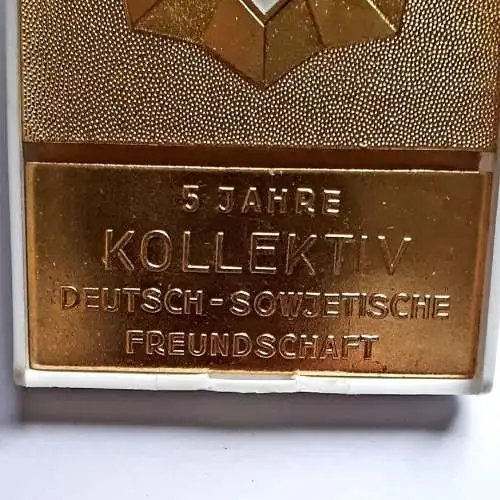 5 JAHRE
KOLLEKTIV
DEUTSCH-SOWJETISCHE
FREUNDSCHAFT